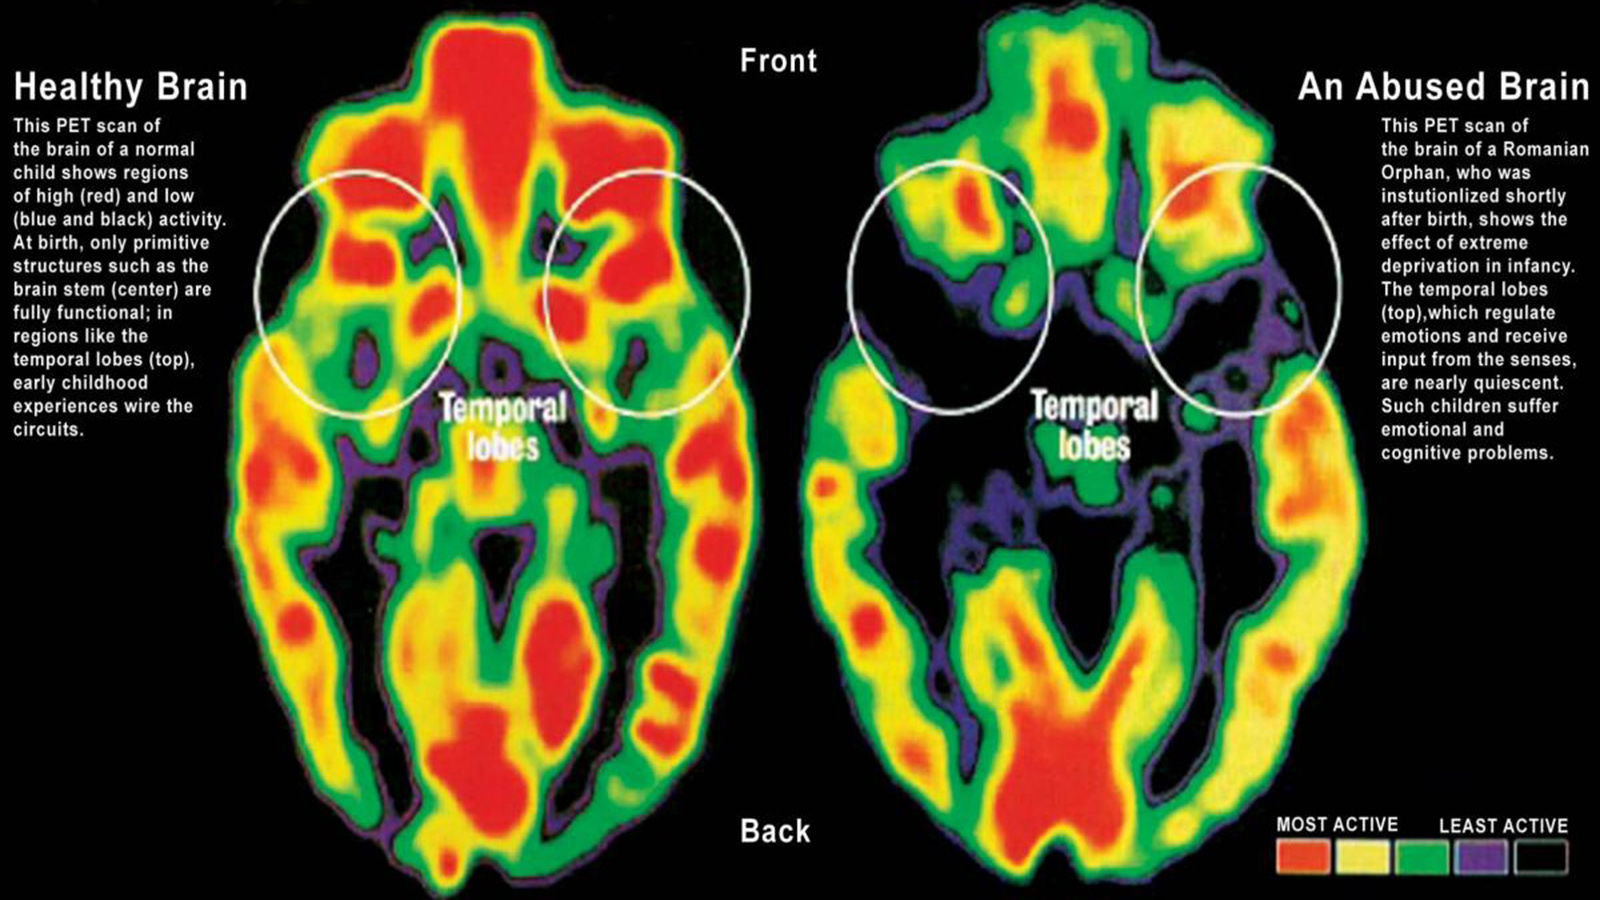 Front
Healthy Brain
This PET scan of
the brain of a normal
child shows regions
of high (red) and low
(blue and black) activity.
At birth, only primitive
structures such as the
brain stem (center) are
fully functional; in
regions like the
temporal lobes (top),
early childhood
experiences wire the
circuits.
Temporal
lobes
An Abused Brain
This PET scan of
the brain of a Romanian
Orphan, who was
instutionlized shortly
after birth, shows the
effect of extreme
deprivation in infancy.
The temporal lobes
(top),which regulate
emotions and receive
input from the senses,
are nearly quiescent.
Such children suffer
emotional and
cognitive problems.
Temporal
lobes
Back
MOST ACTIVE LEAST ACTIVE